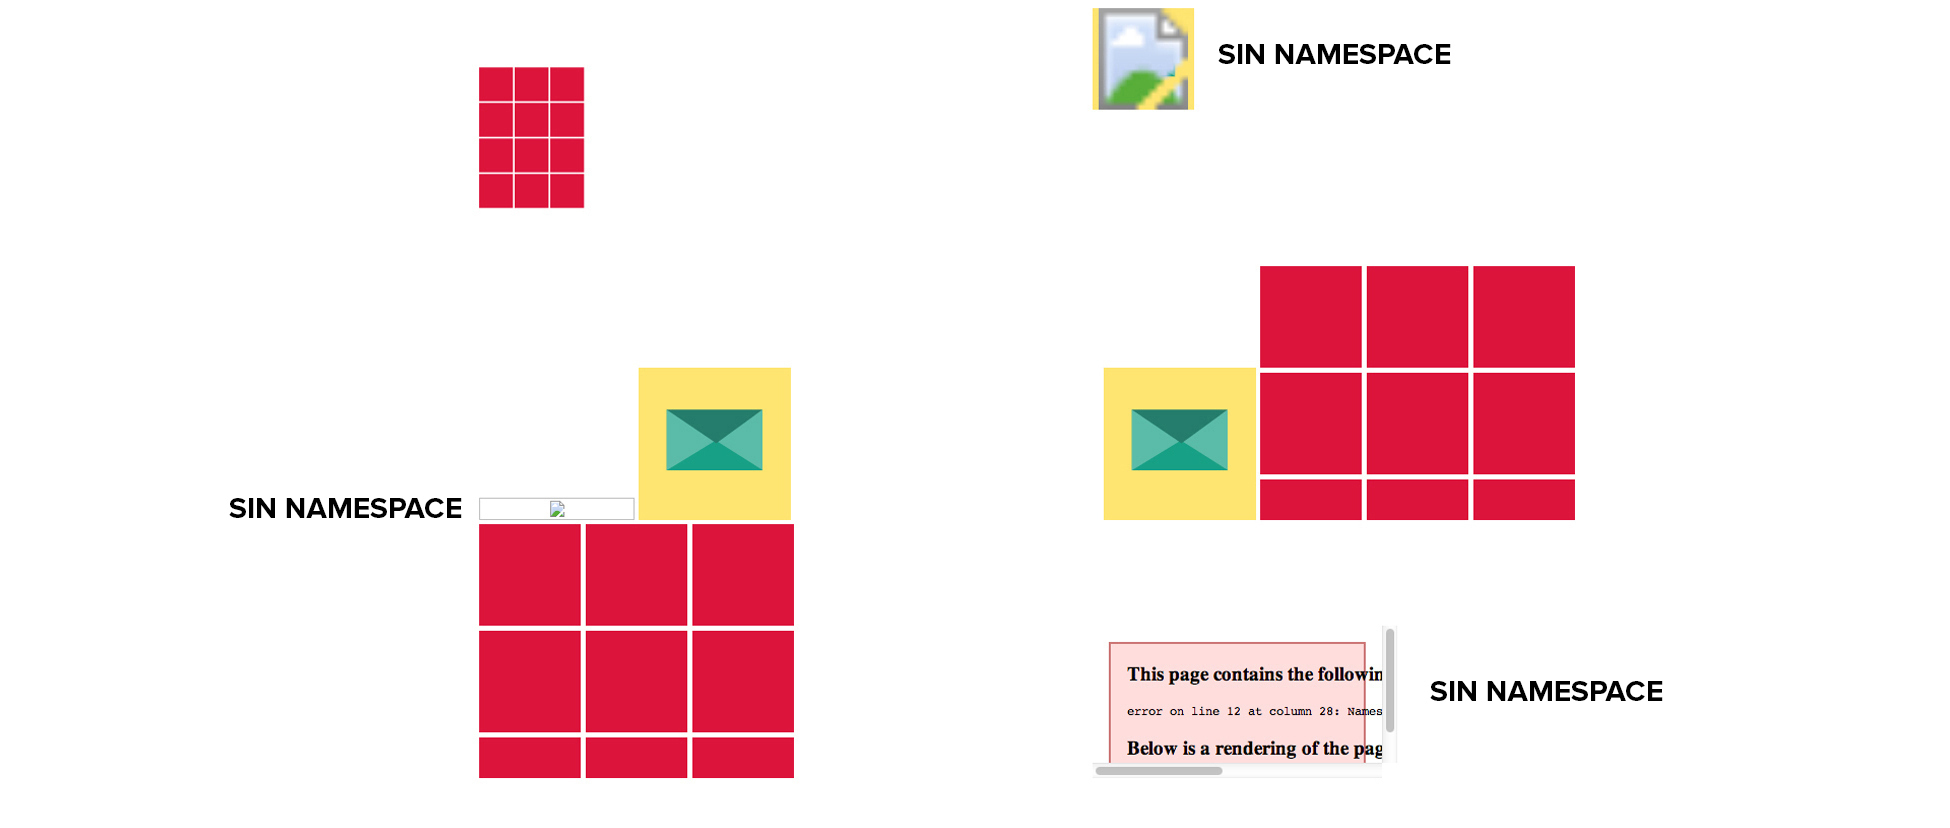 SIN NAMESPACE
SIN NAMESPACE
This page contains the followin
error on line 12 at column 28: Names
Below is a rendering of the pag
SIN NAMESPACE